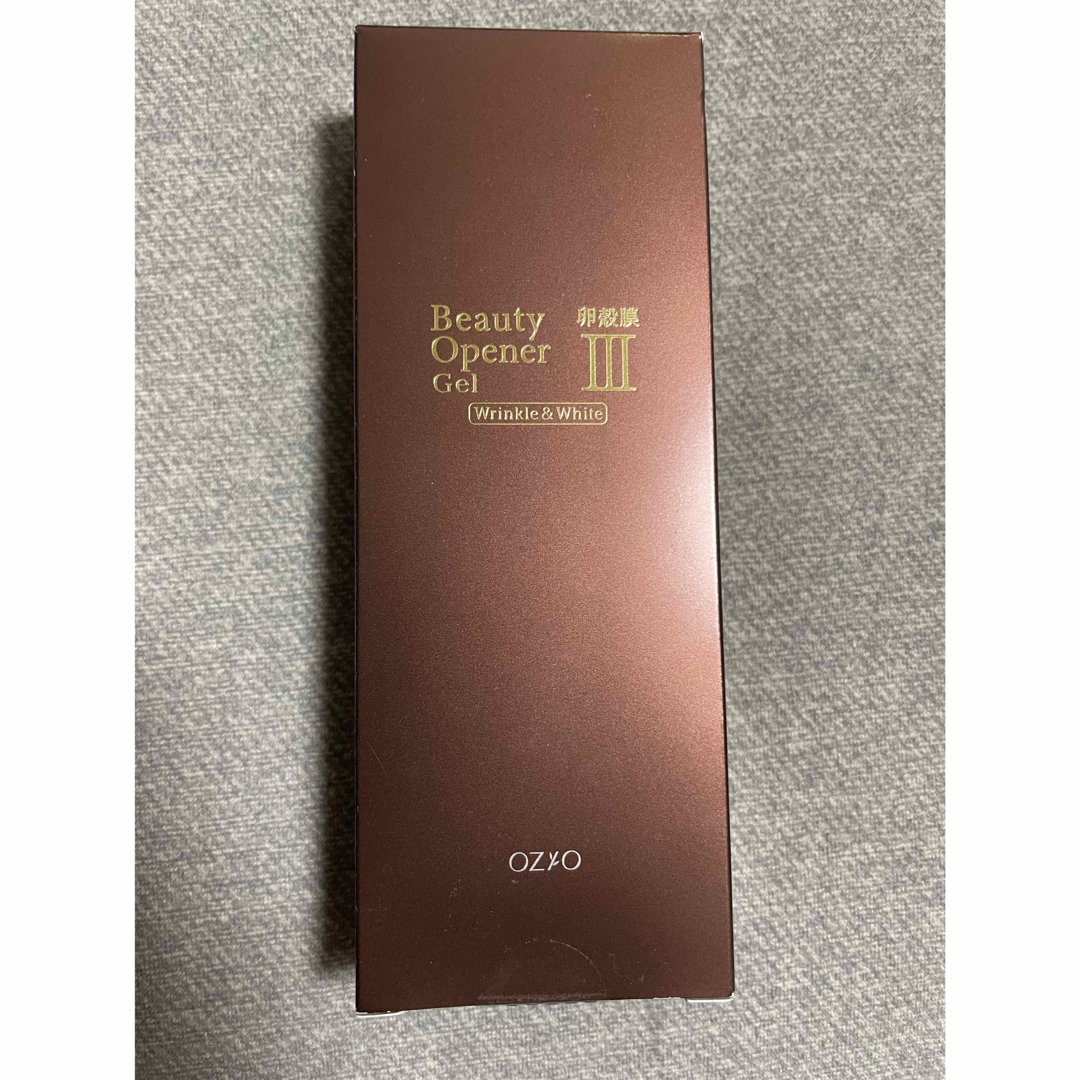 Beauty
Opener
Gel
卵殻膜
III
Wrinkle&White
OZIO